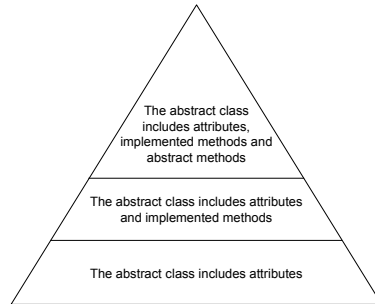 The abstract class
includes attributes,
implemented methods and
abstract methods
The abstract class includes attributes
and implemented methods
The abstract class includes attributes